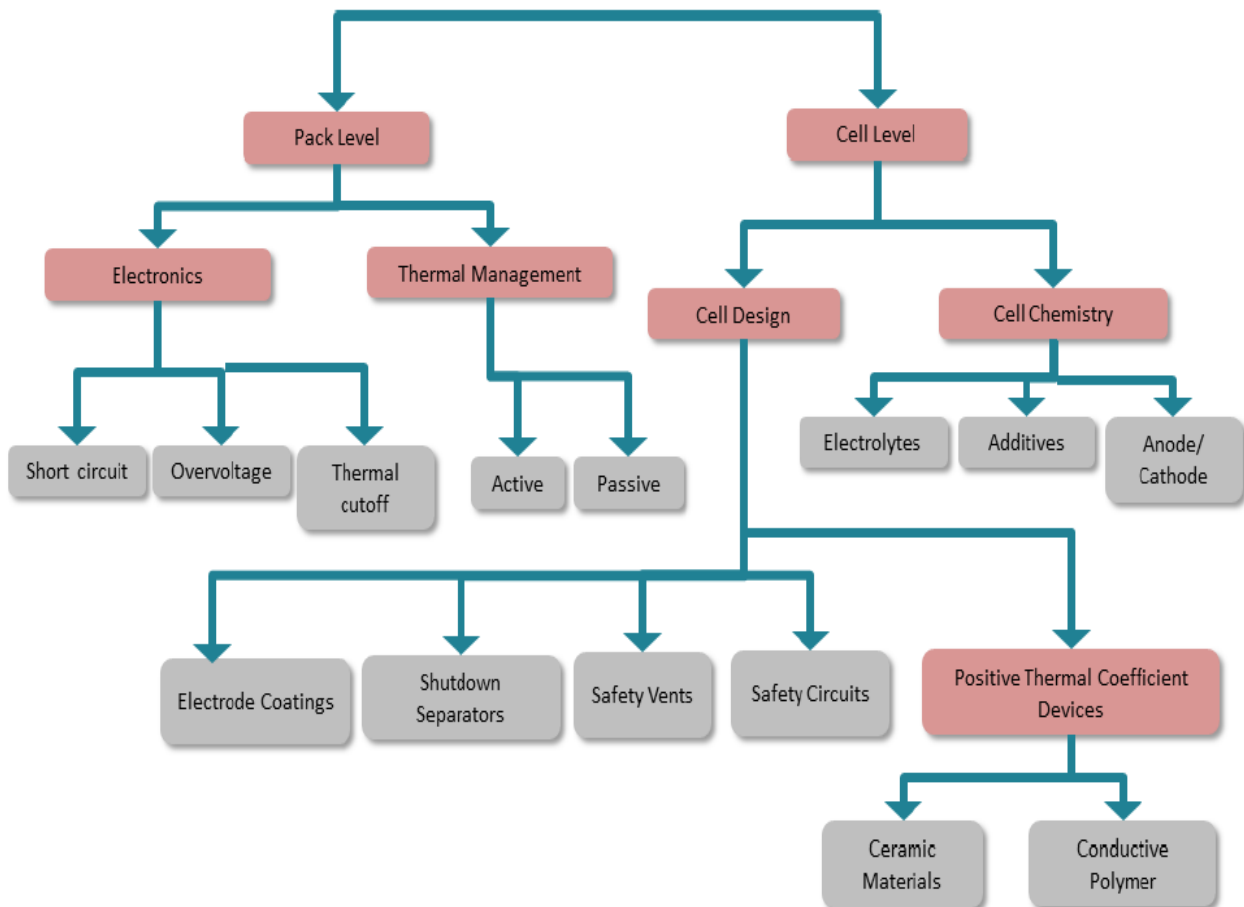 Pack Level
Cell Level
Electronics
Thermal Management
Cell Design
Cell Chemistry
Short circuit
Overvoltage
Thermal
cutoff
Active
Passive
Electrolytes
Additives
Anode/
Cathode
Electrode Coatings
Shutdown
Separators
Safety Vents
Safety Circuits
Positive Thermal Coefficient
Devices
Ceramic
Materials
Conductive
Polymer